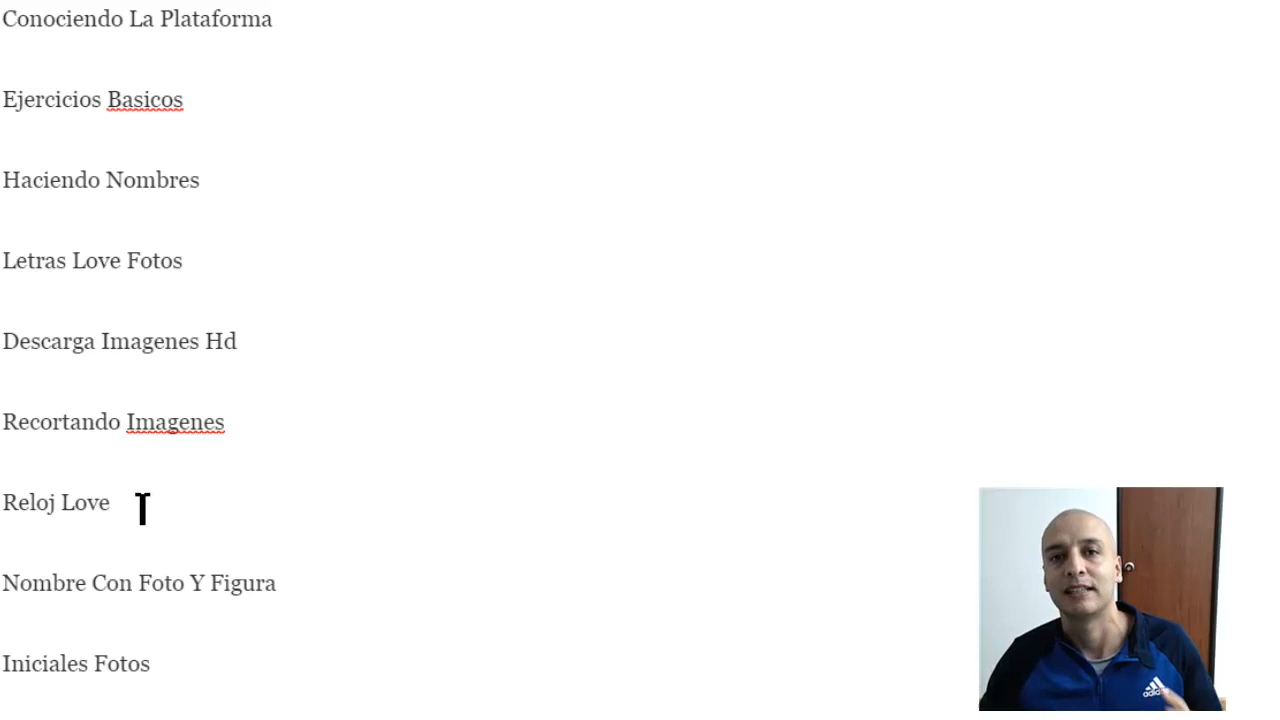 Conociendo La Plataforma
Ejercicios Basicos
Haciendo Nombres
Letras Love Fotos
Descarga Imagenes Hd
Recortando Imagenes
Reloj Love
Nombre Con Foto Y Figura
Iniciales Fotos